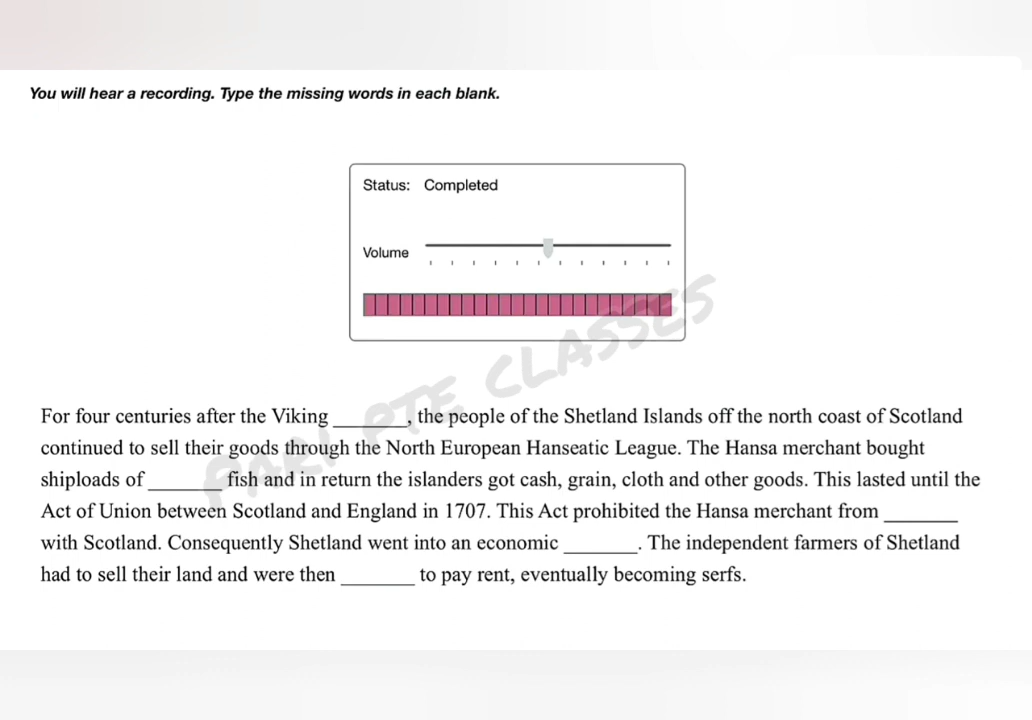 You will hear a recording. Type the missing words in each blank.
Status: Completed
Volume
PARI PTE CLASSES
For four centuries after the Viking ________, the people of the Shetland Islands off the north coast of Scotland
continued to sell their goods through the North European Hanseatic League. The Hansa merchant bought
shiploads of ________ fish and in return the islanders got cash, grain, cloth and other goods. This lasted until the
Act of Union between Scotland and England in 1707. This Act prohibited the Hansa merchant from ________
with Scotland. Consequently Shetland went into an economic ________. The independent farmers of Shetland
had to sell their land and were then ________ to pay rent, eventually becoming serfs.